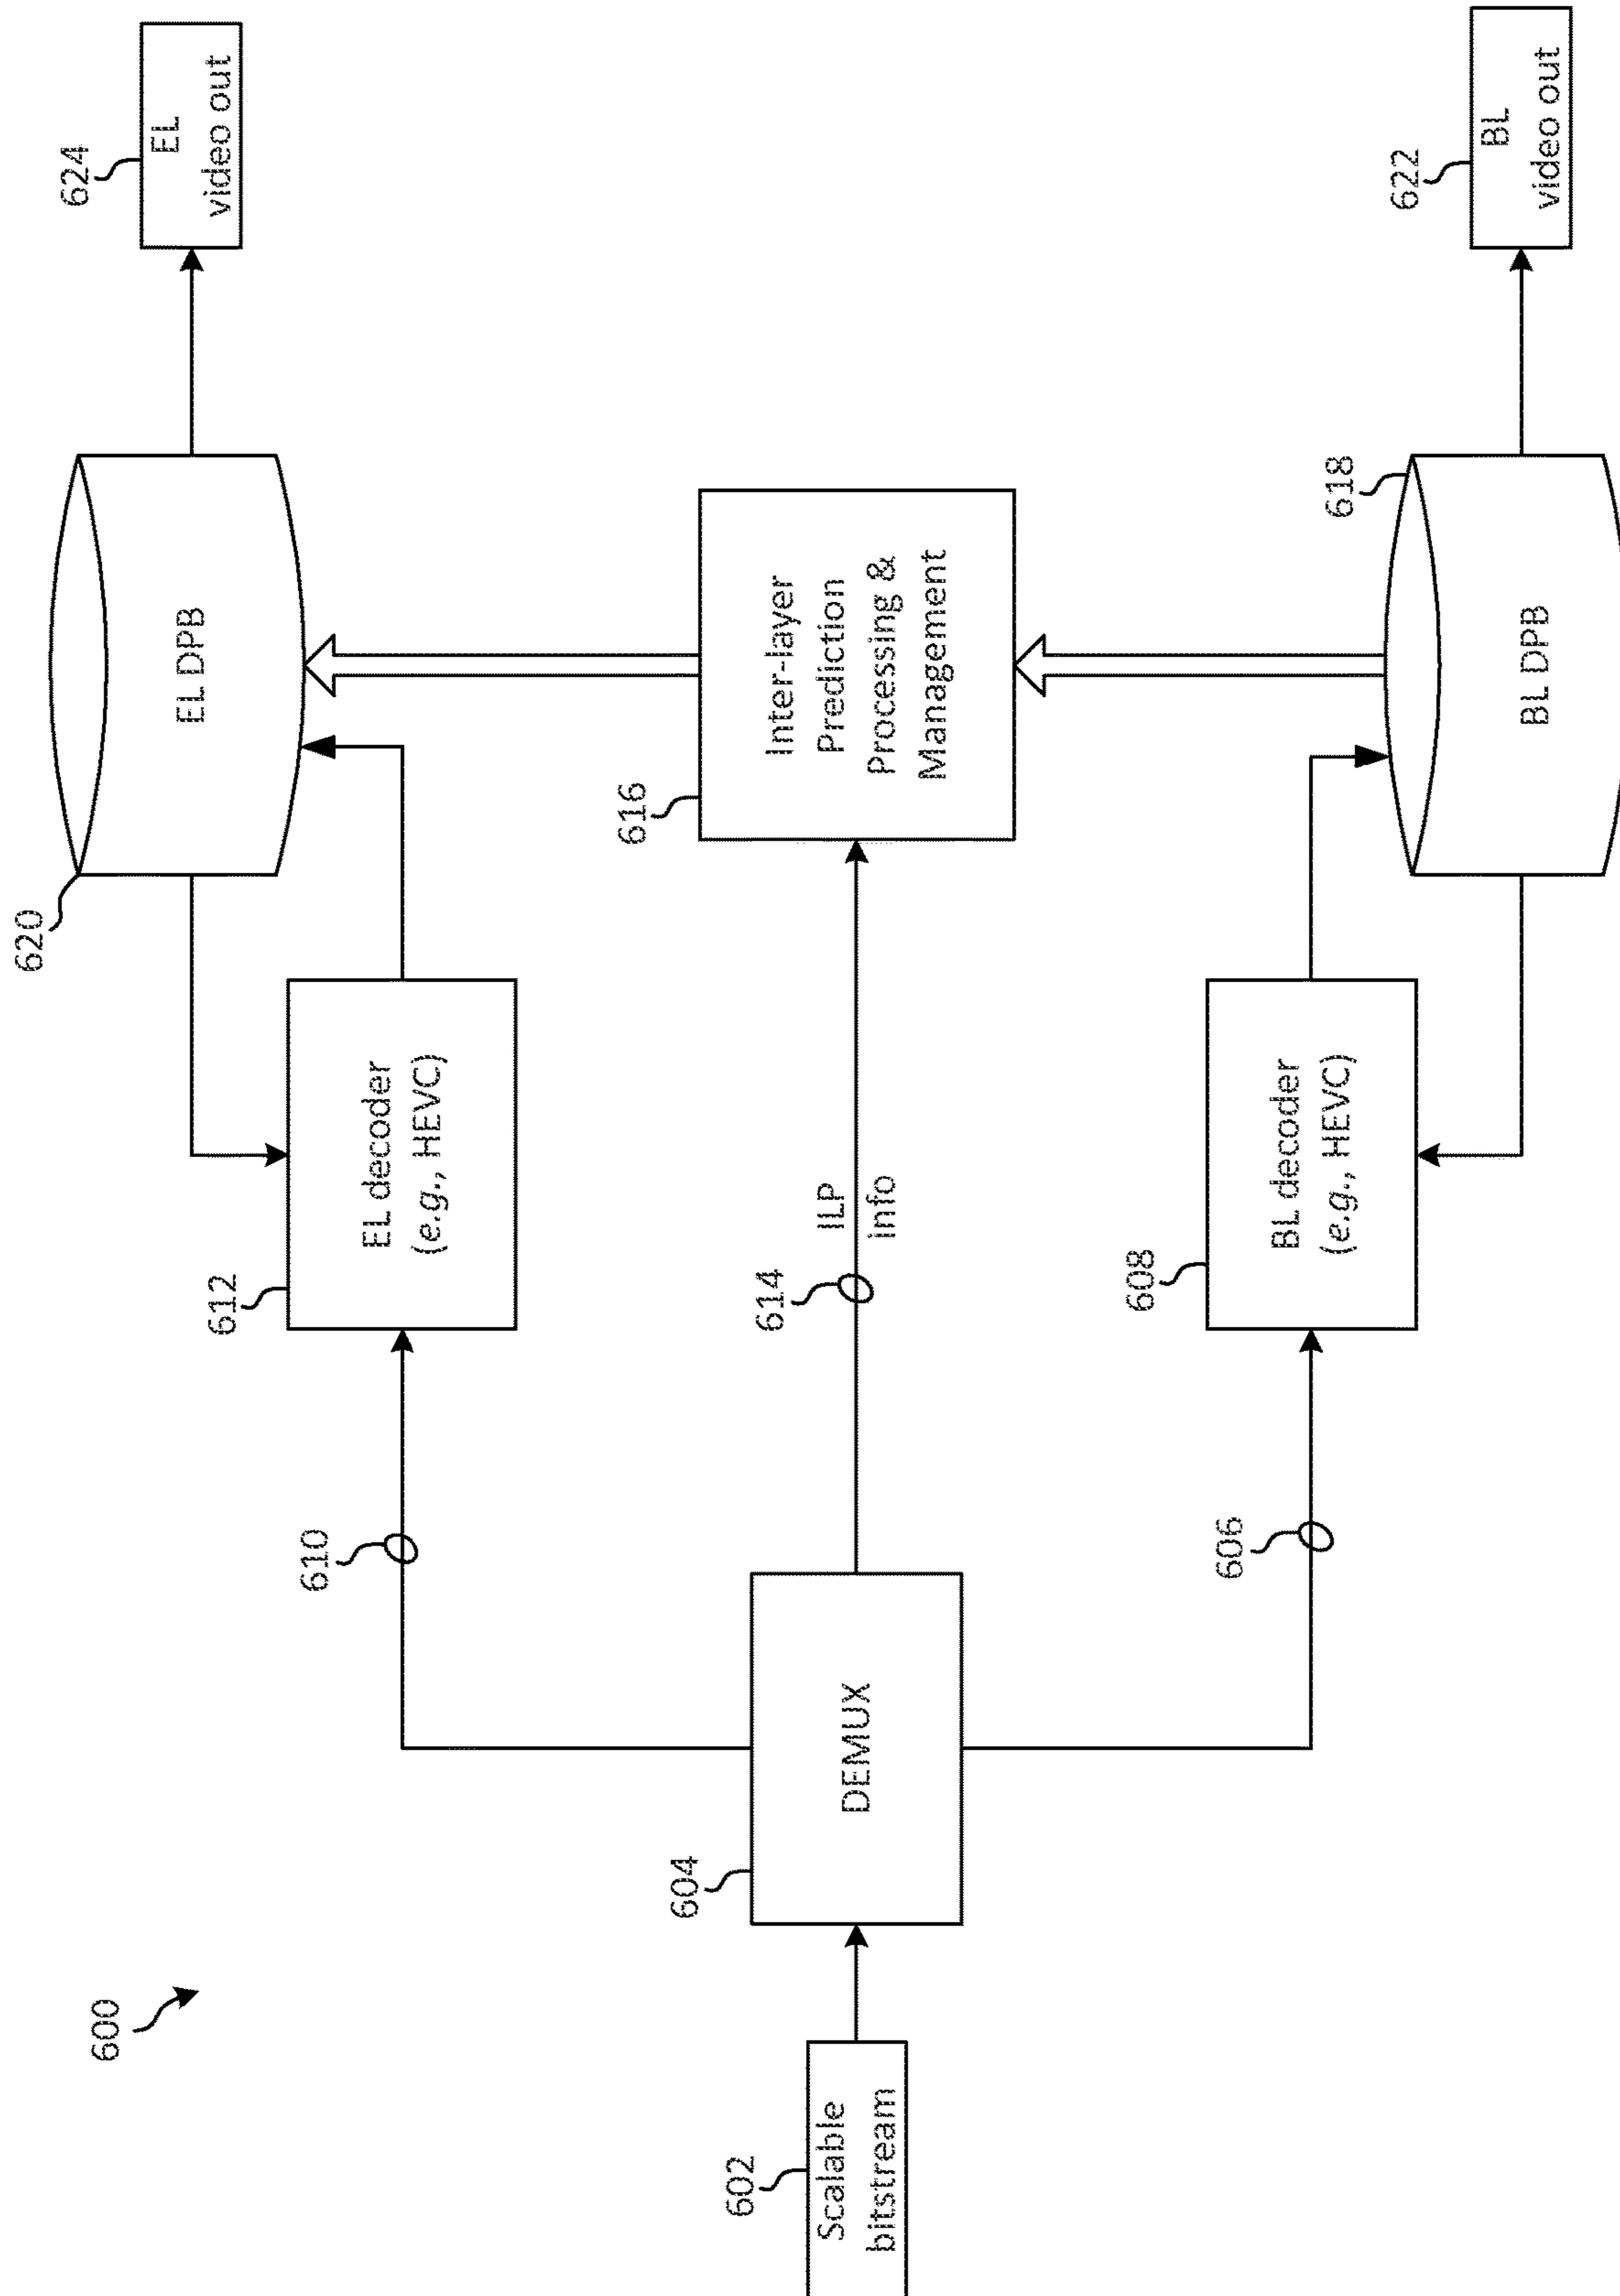 600
602
Scalable
bitstream
604
DEMUX
610
612
EL decoder
(e.g., HEVC)
620
EL DPB
624
EL
video out
614
ILP
info
616
Inter-layer
Prediction
Processing &
Management
606
608
BL decoder
(e.g., HEVC)
618
BL DPB
622
BL
video out